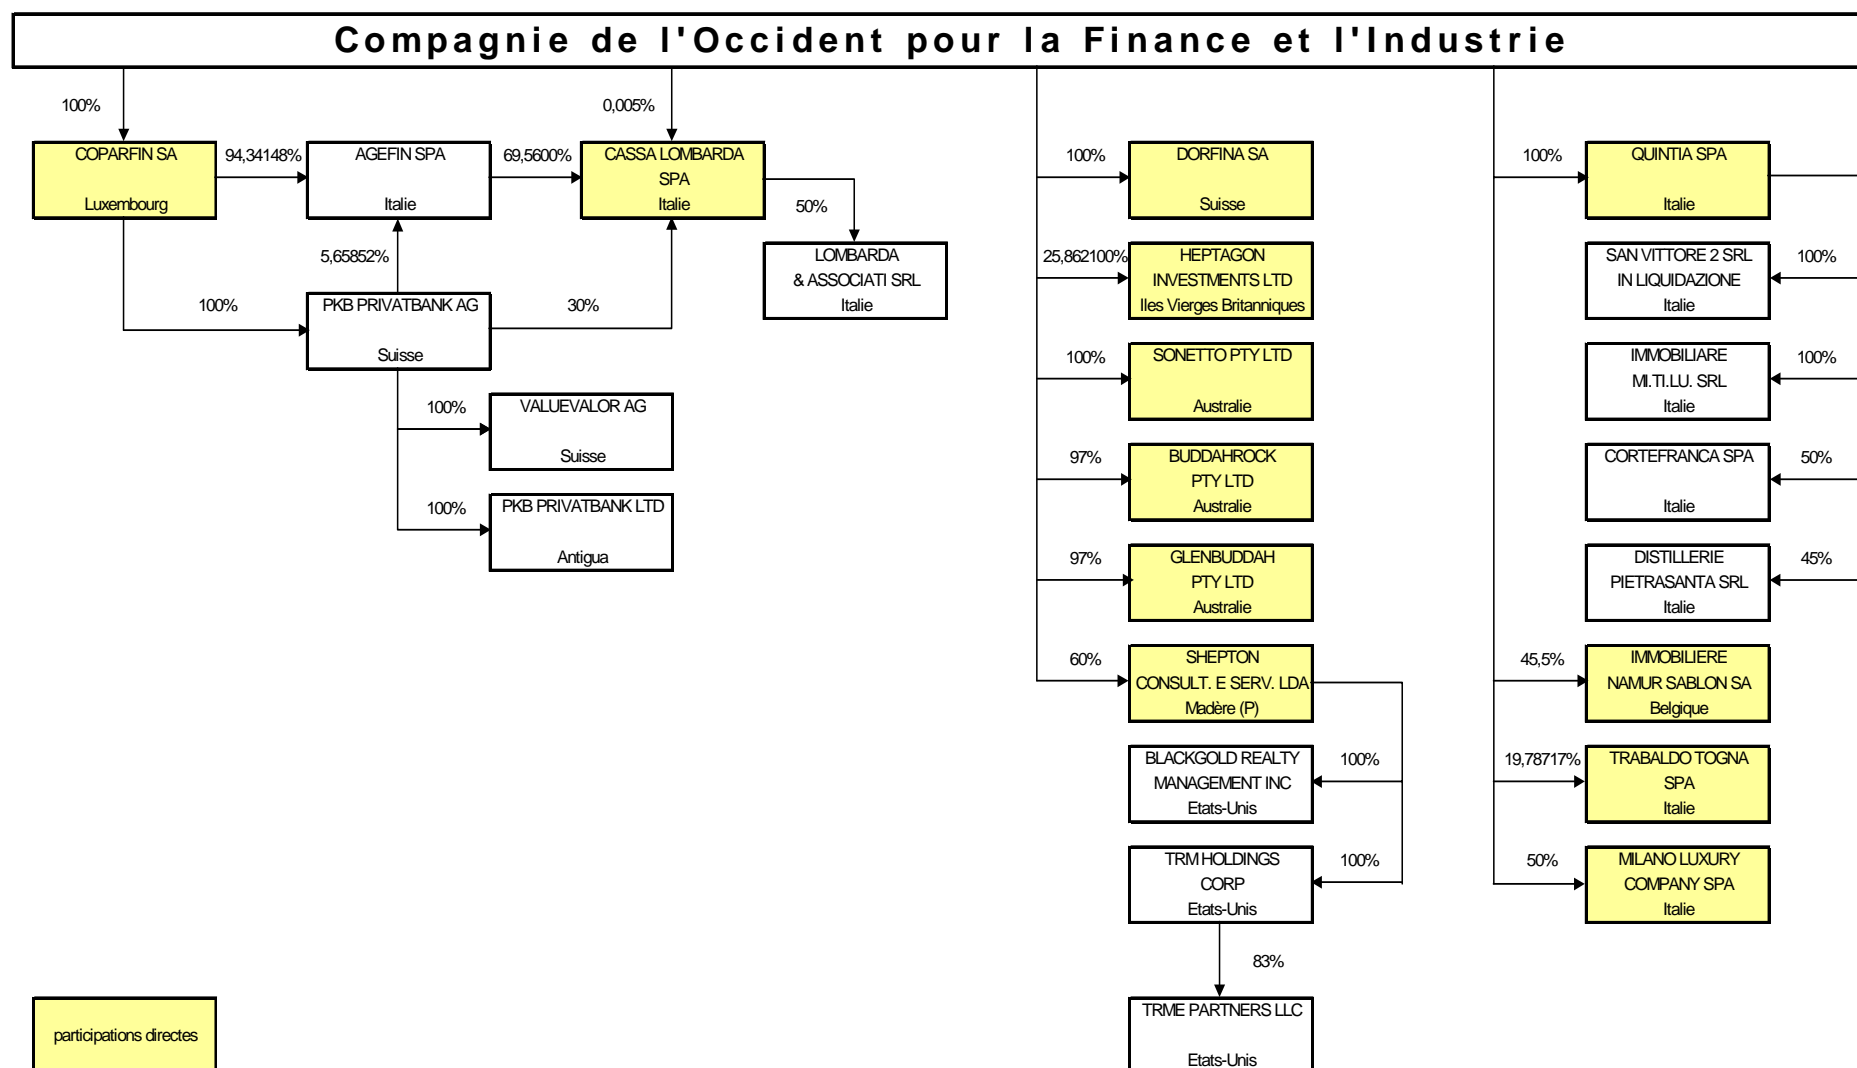 Compagnie de l'Occident pour la Finance et l'Industrie
100%
0,005%
COPARFIN SA
Luxembourg
94,34148%
AGEFIN SPA
Italie
69,5600%
CASSA LOMBARDA
SPA
Italie
50%
LOMBARDA
& ASSOCIATI SRL
Italie
5,65852%
100%
PKB PRIVATBANK AG
Suisse
30%
100%
VALUEVALOR AG
Suisse
100%
PKB PRIVATBANK LTD
Antigua
100%
DORFINA SA
Suisse
25,862100%
HEPTAGON
INVESTMENTS LTD
Iles Vierges Britanniques
100%
SONETTO PTY LTD
Australie
97%
BUDDAHROCK
PTY LTD
Australie
97%
GLENBUDDAH
PTY LTD
Australie
60%
SHEPTON
CONSULT. E SERV. LDA
Madère (P)
BLACKGOLD REALTY
MANAGEMENT INC
Etats-Unis
100%
TRM HOLDINGS
CORP
Etats-Unis
100%
83%
TRME PARTNERS LLC
Etats-Unis
100%
QUINTIA SPA
Italie
SAN VITTORE 2 SRL
IN LIQUIDAZIONE
Italie
100%
IMMOBILIARE
MI.TI.LU. SRL
Italie
100%
CORTEFRANCA SPA
Italie
50%
DISTILLERIE
PIETRASANTA SRL
Italie
45%
45,5%
IMMOBILIERE
NAMUR SABLON SA
Belgique
19,78717%
TRABALDO TOGNA
SPA
Italie
50%
MILANO LUXURY
COMPANY SPA
Italie
participations directes